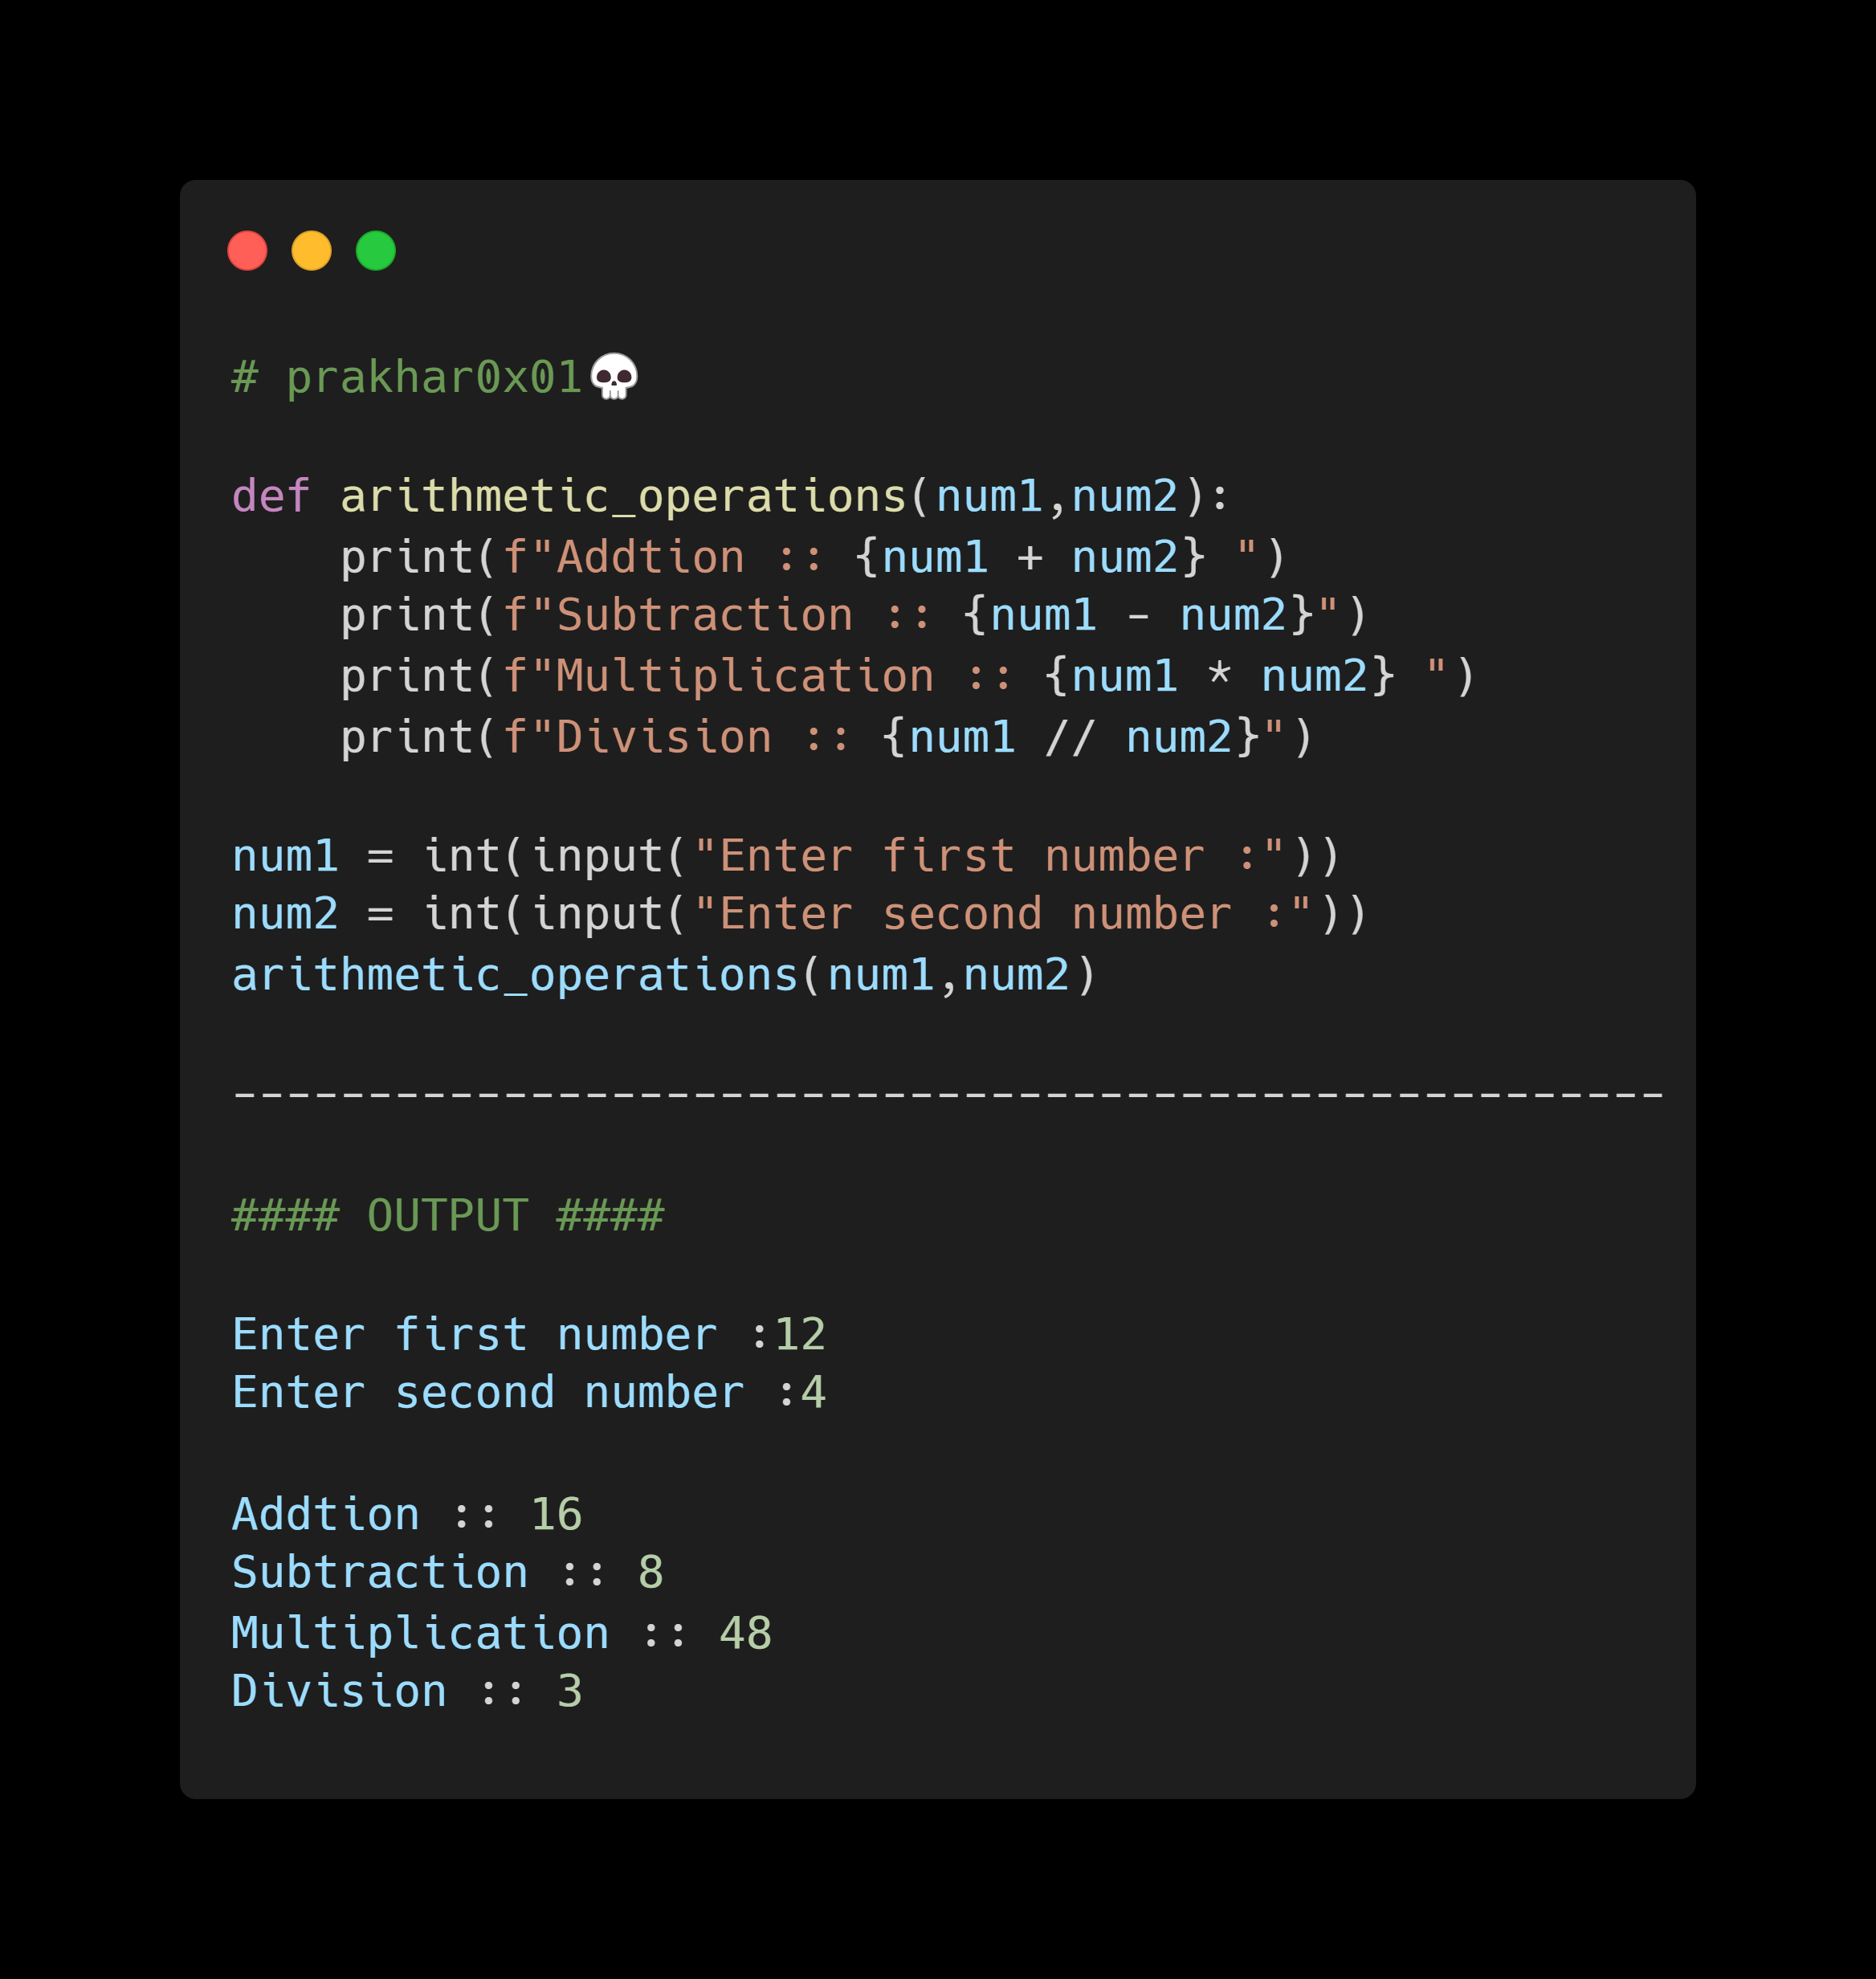 # prakhar0x01💀
def arithmetic_operations(num1,num2):
    print(f"Addtion :: {num1 + num2} ")
    print(f"Subtraction :: {num1 - num2}")
    print(f"Multiplication :: {num1 * num2} ")
    print(f"Division :: {num1 // num2}")
num1 = int(input("Enter first number :"))
num2 = int(input("Enter second number :"))
arithmetic_operations(num1,num2)
-----------------------------------------------------
#### OUTPUT ####
Enter first number :12
Enter second number :4
Addtion :: 16
Subtraction :: 8
Multiplication :: 48
Division :: 3